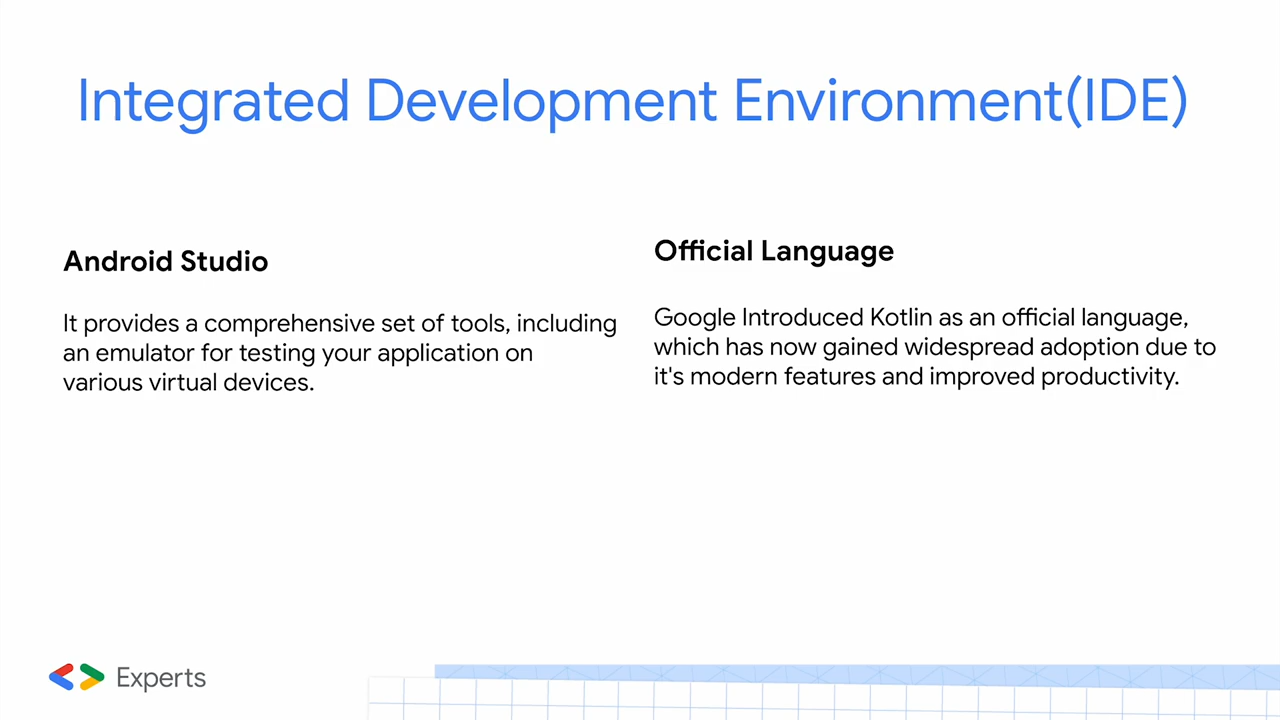 Integrated Development Environment(IDE)
Android Studio
It provides a comprehensive set of tools, including
an emulator for testing your application on
various virtual devices.
Official Language
Google Introduced Kotlin as an official language,
which has now gained widespread adoption due to
it's modern features and improved productivity.
Experts